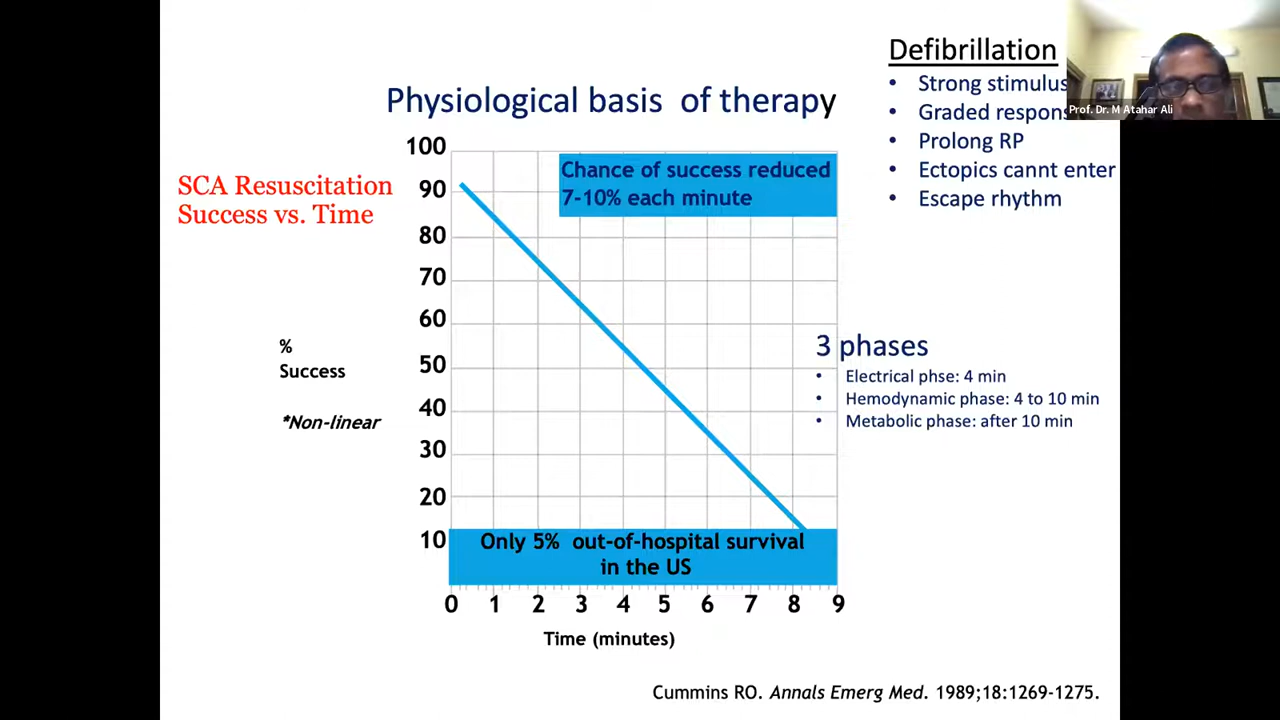 Defibrillation
• Strong stimulus
• Graded respons
• Prolong RP
• Ectopics cannt enter
• Escape rhythm
Prof. Dr. M Atahar Ali
Physiological basis of therapy
SCA Resuscitation
Success vs. Time
100
90
80
70
60
50
40
30
20
10
Chance of success reduced
7-10% each minute
%
Success
*Non-linear
3 phases
• Electrical phse: 4 min
• Hemodynamic phase: 4 to 10 min
• Metabolic phase: after 10 min
Only 5% out-of-hospital survival
in the US
0 1 2 3 4 5 6 7 8 9
Time (minutes)
Cummins RO. Annals Emerg Med. 1989;18:1269-1275.